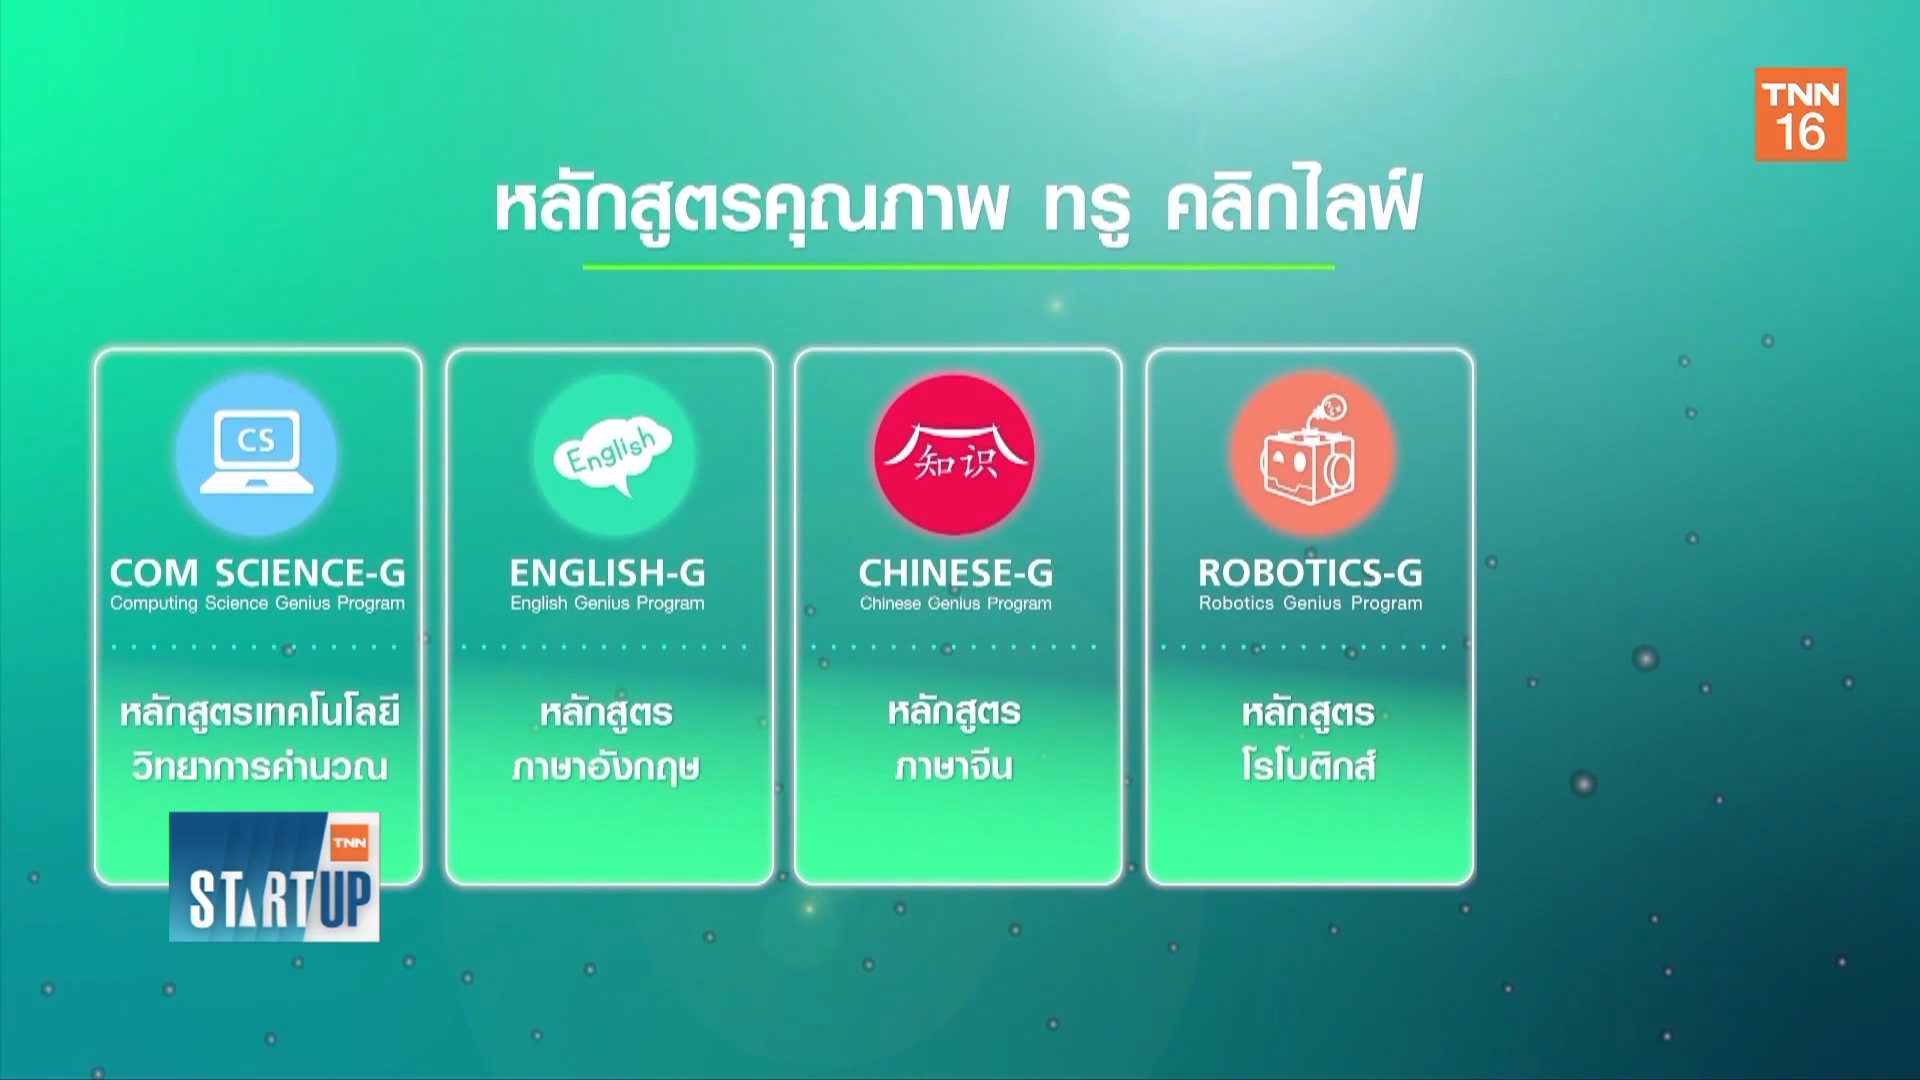 TNN
16
หลักสูตรคุณภาพ ทรู คลิกไลฟ์
CS
COM SCIENCE-G
Computing Science Genius Program
หลักสูตรเทคโนโลยี
วิทยาการคำนวณ
English
ENGLISH-G
English Genius Program
หลักสูตร
ภาษาอังกฤษ
知识
CHINESE-G
Chinese Genius Program
หลักสูตร
ภาษาจีน
ROBOTICS-G
Robotics Genius Program
หลักสูตร
โรโบติกส์
TNN
STARTUP